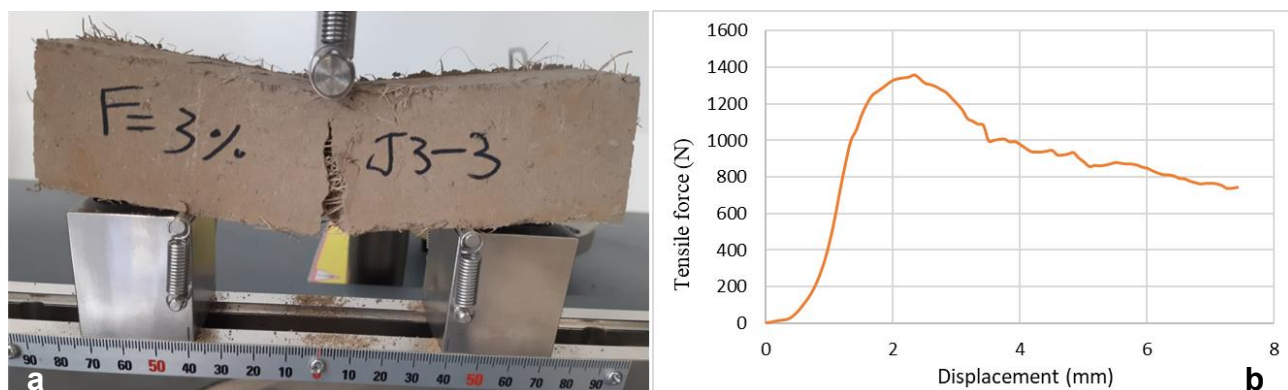 F= 3%
J3-3
90 80 70 60 50 40 30 20 10 0 10 20 30 40 50 60 70 80 90
a
1600
1400
1200
1000
800
600
400
200
0
Tensile force (N)
0 2 4 6 8
Displacement (mm)
b